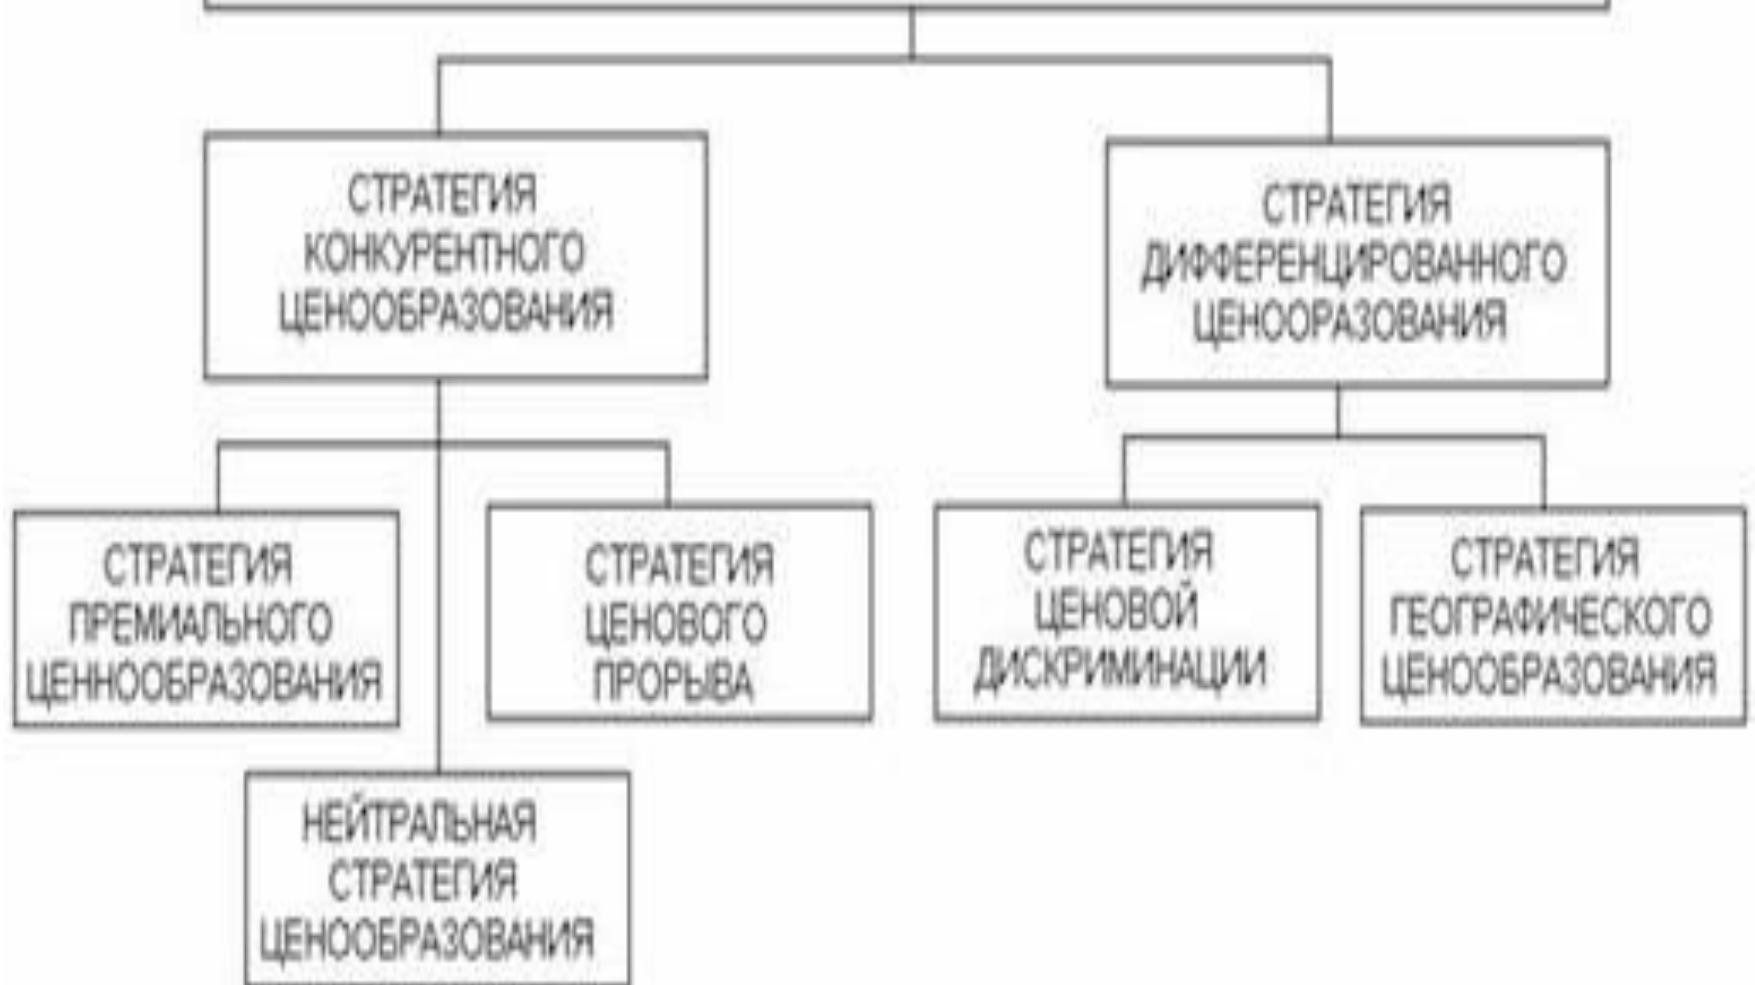 СТРАТЕГИЯ
КОНКУРЕНТНОГО
ЦЕНООБРАЗОВАНИЯ
СТРАТЕГИЯ
ДИФФЕРЕНЦИРОВАННОГО
ЦЕНООРАЗОВАНИЯ
СТРАТЕГИЯ
ПРЕМИАЛЬНОГО
ЦЕННООБРАЗОВАНИЯ
СТРАТЕГИЯ
ЦЕНОВОГО
ПРОРЫВА
СТРАТЕГИЯ
ЦЕНОВОЙ
ДИСКРИМИНАЦИИ
СТРАТЕГИЯ
ГЕОГРАФИЧЕСКОГО
ЦЕНООБРАЗОВАНИЯ
НЕЙТРАЛЬНАЯ
СТРАТЕГИЯ
ЦЕНООБРАЗОВАНИЯ